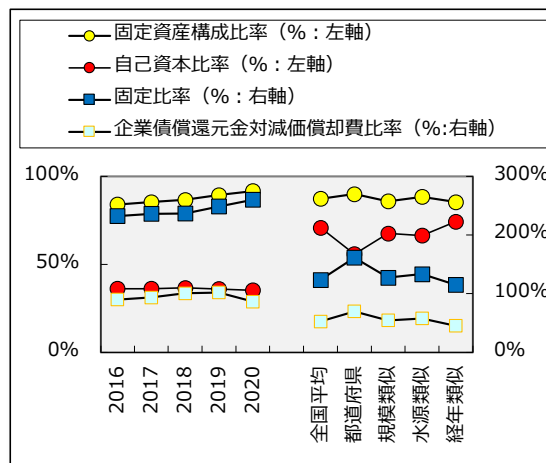 固定資産構成比率（%：左軸）
自己資本比率（%：左軸）
固定比率（%：右軸）
企業債償還元金対減価償却費比率（%:右軸）
100%
50%
0%
300%
200%
100%
0%
2016
2017
2018
2019
2020
全国平均
都道府県
規模類似
水源類似
経年類似